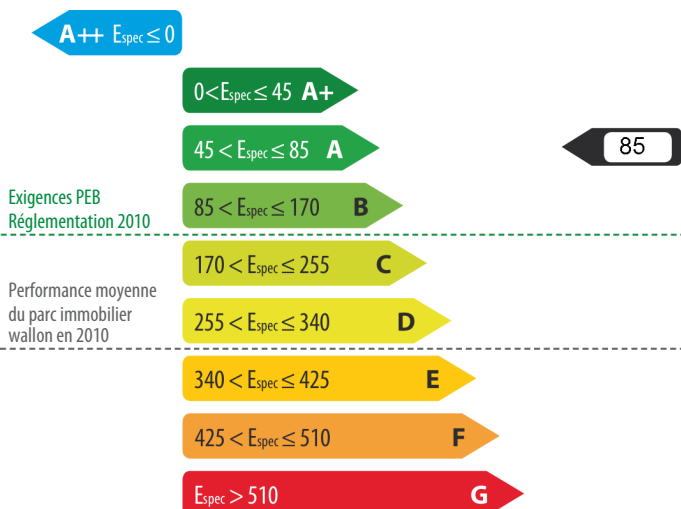 A++ Espec ≤ 0
0<Espec ≤ 45 A+
45 < Espec ≤ 85 A
85
Exigences PEB
Réglementation 2010
85 < Espec ≤ 170 B
170 < Espec ≤ 255 C
Performance moyenne
du parc immobilier
wallon en 2010
255 < Espec ≤ 340 D
340 < Espec ≤ 425 E
425 < Espec ≤ 510 F
Espec > 510 G